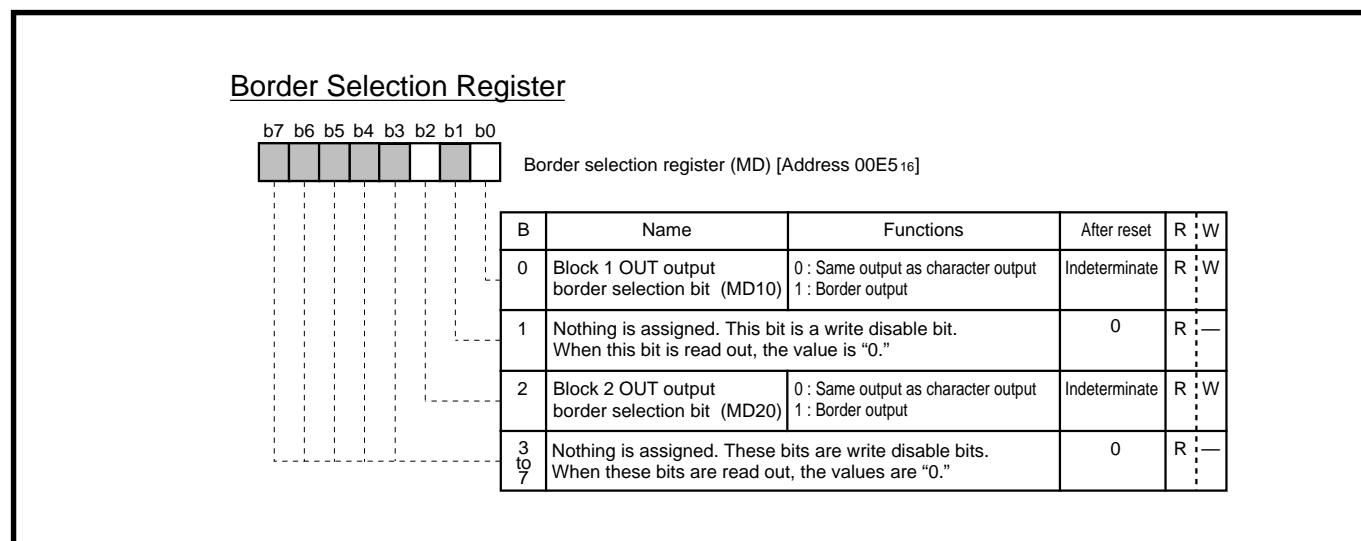 Border Selection Register
b7 b6 b5 b4 b3 b2 b1 b0
Border selection register (MD) [Address 00E516]
B Name Functions After reset R W
0 Block 1 OUT output border selection bit (MD10) 0 : Same output as character output 1 : Border output Indeterminate R W
1 Nothing is assigned. This bit is a write disable bit. When this bit is read out, the value is “0.” 0 R —
2 Block 2 OUT output border selection bit (MD20) 0 : Same output as character output 1 : Border output Indeterminate R W
3 to 7 Nothing is assigned. These bits are write disable bits. When these bits are read out, the values are “0.” 0 R —